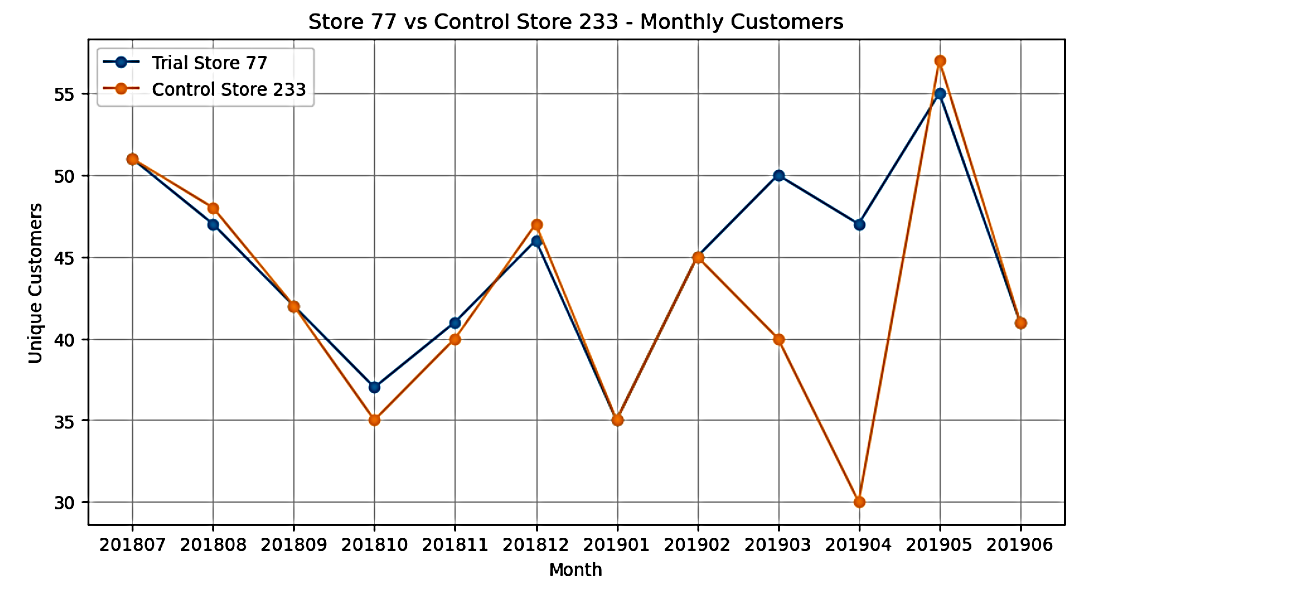 Store 77 vs Control Store 233 - Monthly Customers
Trial Store 77
Control Store 233
55
50
45
40
35
30
Unique Customers
201807 201808 201809 201810 201811 201812 201901 201902 201903 201904 201905 201906
Month